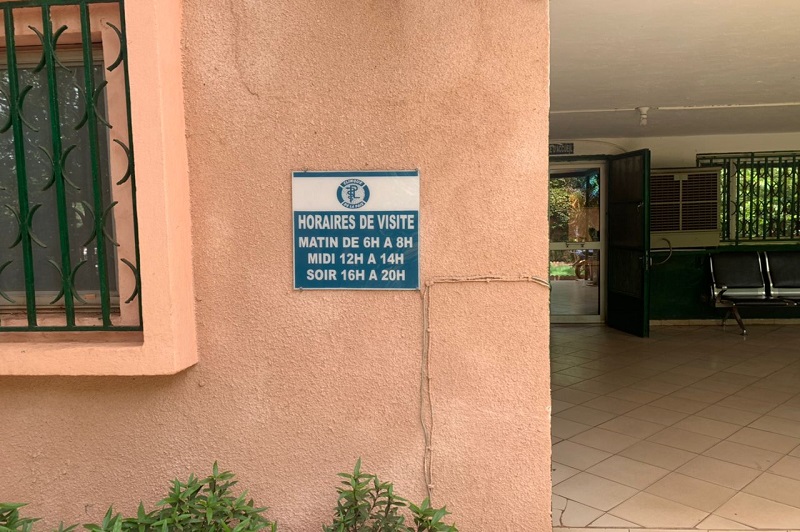 HORAIRES DE VISITE
MATIN DE 6H A 8H
MIDI 12H A 14H
SOIR 16H A 20H